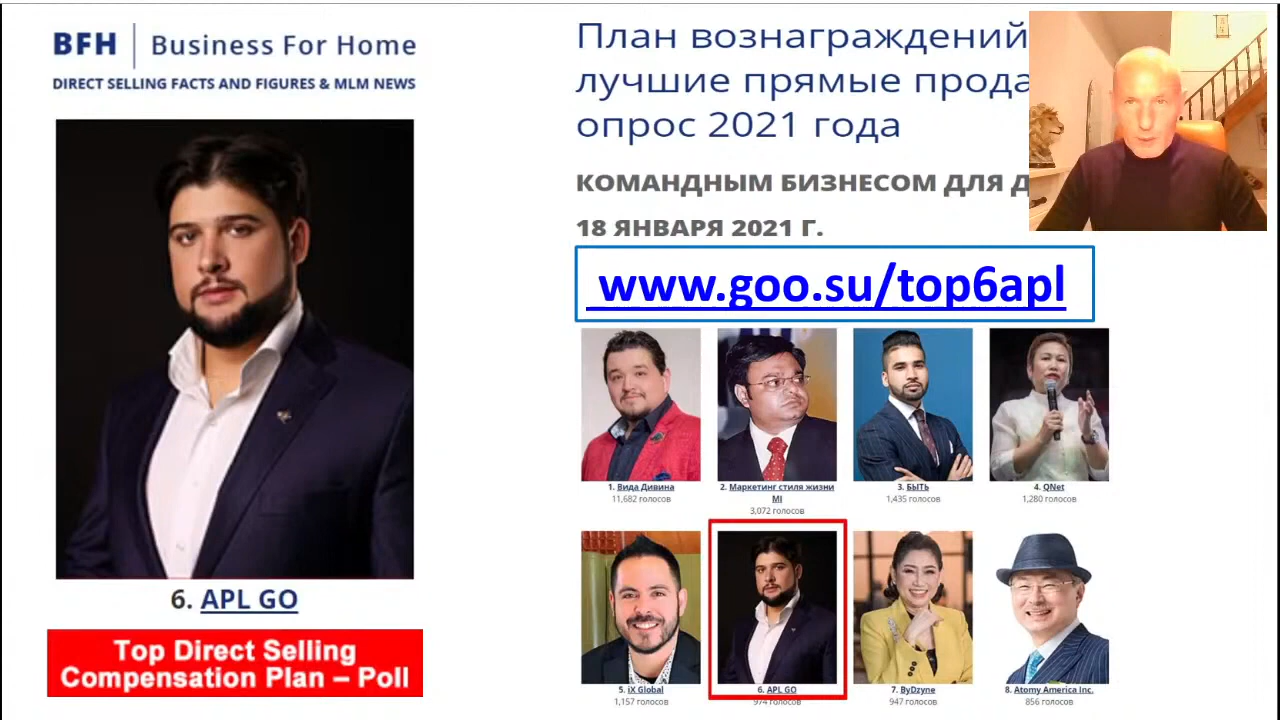 BFH | Business For Home
DIRECT SELLING FACTS AND FIGURES & MLM NEWS
6. APL GO
Top Direct Selling
Compensation Plan – Poll
План вознаграждений
лучшие прямые прода
опрос 2021 года
КОМАНДНЫМ БИЗНЕСОМ ДЛЯ Д
18 ЯНВАРЯ 2021 Г.
www.goo.su/top6apl
1. Вида Дивина
11,682 голосов
2. Маркетинг стиля жизни
MI
3,072 голосов
3. БЫТЬ
1,435 голосов
4. QNet
1,280 голосов
5. iX Global
1,157 голосов
6. APL GO
974 голосов
7. ByDzyne
947 голосов
8. Atomy America Inc.
856 голосов